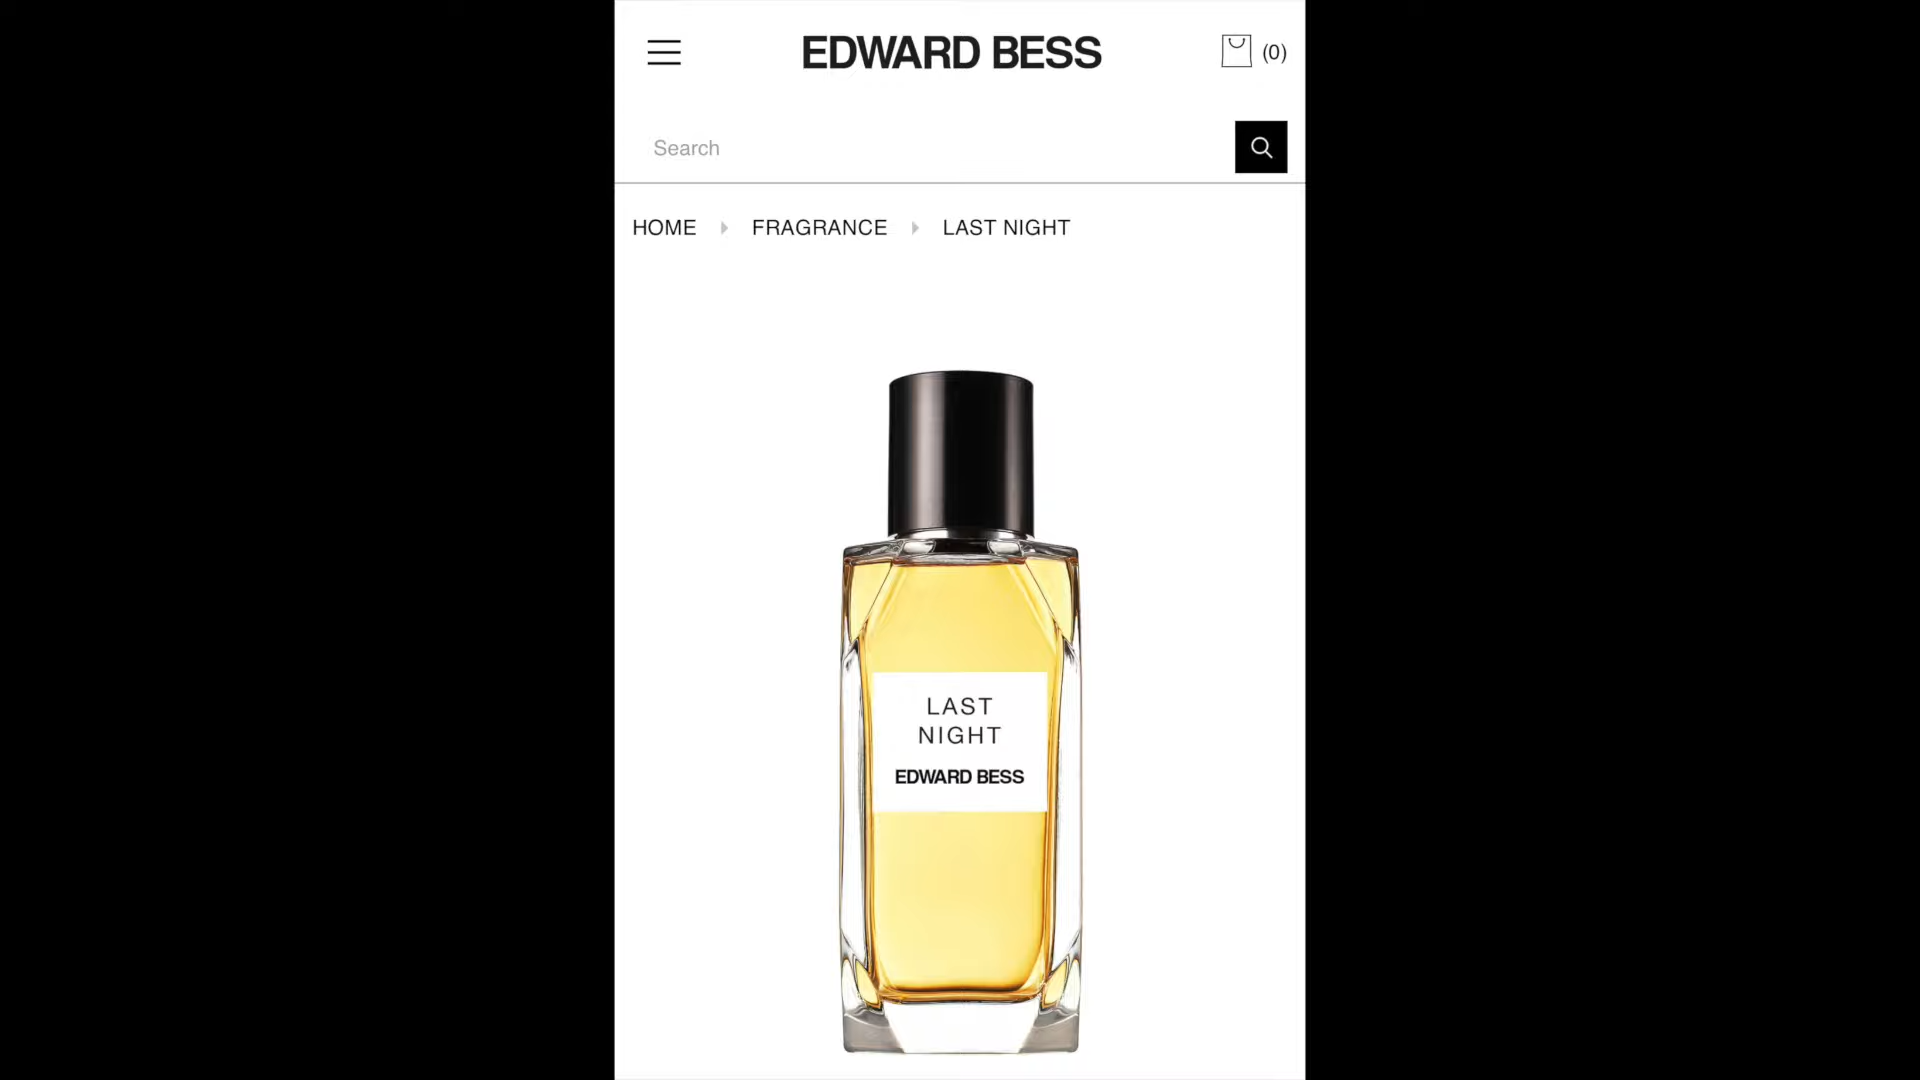 EDWARD BESS
(0)
Search
HOME FRAGRANCE LAST NIGHT
LAST
NIGHT
EDWARD BESS